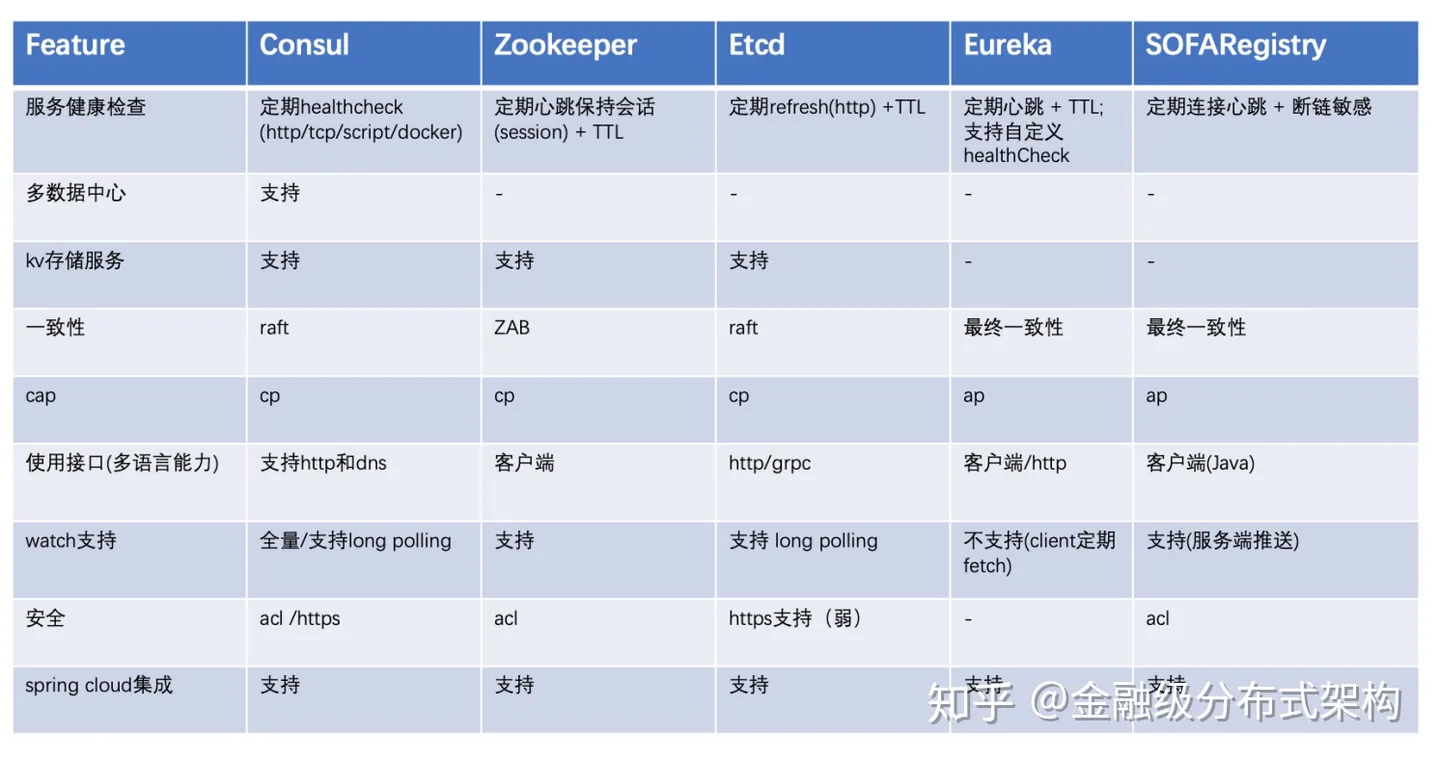 Feature Consul Zookeeper Etcd Eureka SOFARegistry
服务健康检查 定期healthcheck 定期心跳保持会话 定期refresh(http) +TTL 定期心跳 + TTL; 定期连接心跳 + 断链敏感
(http/tcp/script/docker) (session) + TTL 支持自定义
healthCheck
多数据中心 支持 - - - -
kv存储服务 支持 支持 支持 - -
一致性 raft ZAB raft 最终一致性 最终一致性
cap cp cp cp ap ap
使用接口(多语言能力) 支持http和dns 客户端 http/grpc 客户端/http 客户端(Java)
watch支持 全量/支持long polling 支持 支持 long polling 不支持(client定期 支持(服务端推送)
fetch)
安全 acl /https acl https支持（弱） - acl
spring cloud集成 支持 支持 支持 支持 支持
知乎 @金融级分布式架构